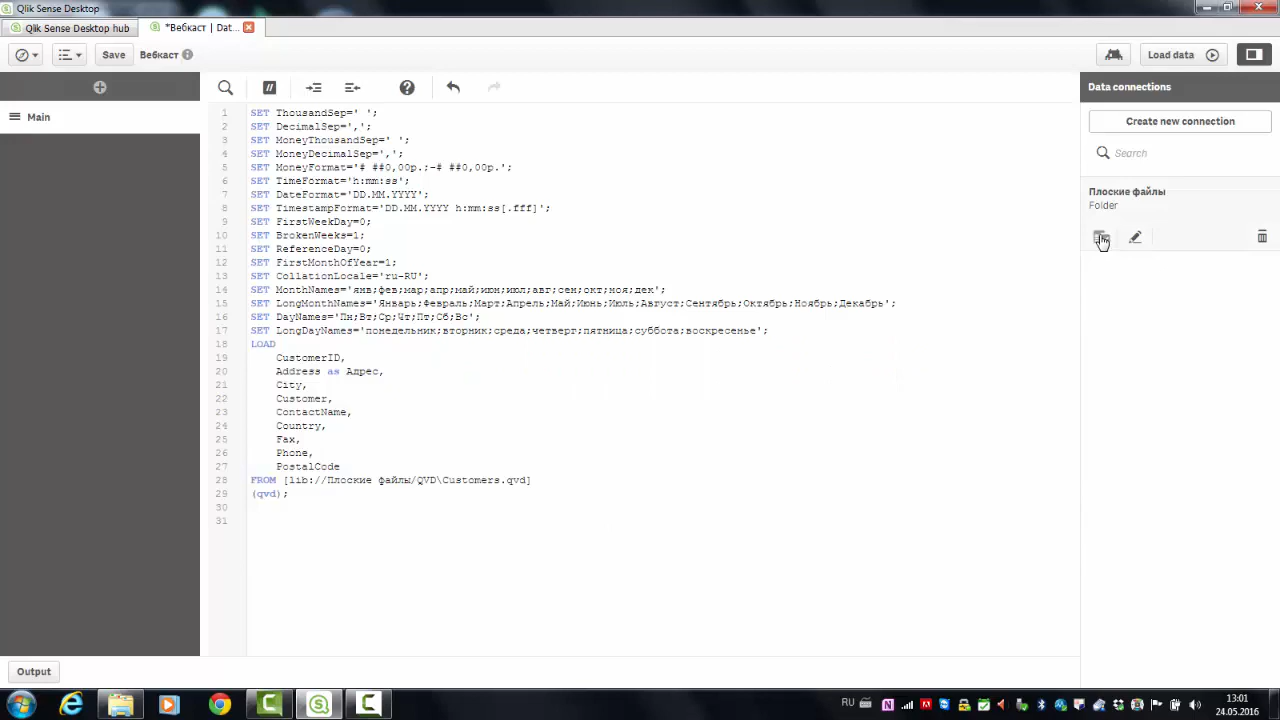 Qlik Sense Desktop
Qlik Sense Desktop hub
*Вебкаст | Dat...
Save
Вебкаст
Load data
Data connections
Main
Create new connection
Search
Плоские файлы
Folder
1 SET ThousandSep=' ';
2 SET DecimalSep=',';
3 SET MoneyThousandSep=' ';
4 SET MoneyDecimalSep=',';
5 SET MoneyFormat='# ##0,00р.;-# ##0,00р.';
6 SET TimeFormat='h:mm:ss';
7 SET DateFormat='DD.MM.YYYY';
8 SET TimestampFormat='DD.MM.YYYY h:mm:ss[.fff]';
9 SET FirstWeekDay=0;
10 SET BrokenWeeks=1;
11 SET ReferenceDay=0;
12 SET FirstMonthOfYear=1;
13 SET CollationLocale='ru-RU';
14 SET MonthNames='янв;фев;мар;апр;май;июн;июл;авг;сен;окт;ноя;дек';
15 SET LongMonthNames='Январь;Февраль;Март;Апрель;Май;Июнь;Июль;Август;Сентябрь;Октябрь;Ноябрь;Декабрь';
16 SET DayNames='Пн;Вт;Ср;Чт;Пт;Сб;Вс';
17 SET LongDayNames='понедельник;вторник;среда;четверг;пятница;суббота;воскресенье';
18 LOAD
19 CustomerID,
20 Address as Адрес,
21 City,
22 Customer,
23 ContactName,
24 Country,
25 Fax,
26 Phone,
27 PostalCode
28 FROM [lib://Плоские файлы/QVD\Customers.qvd]
29 (qvd);
30
31
Output
RU
13:01
24.05.2016